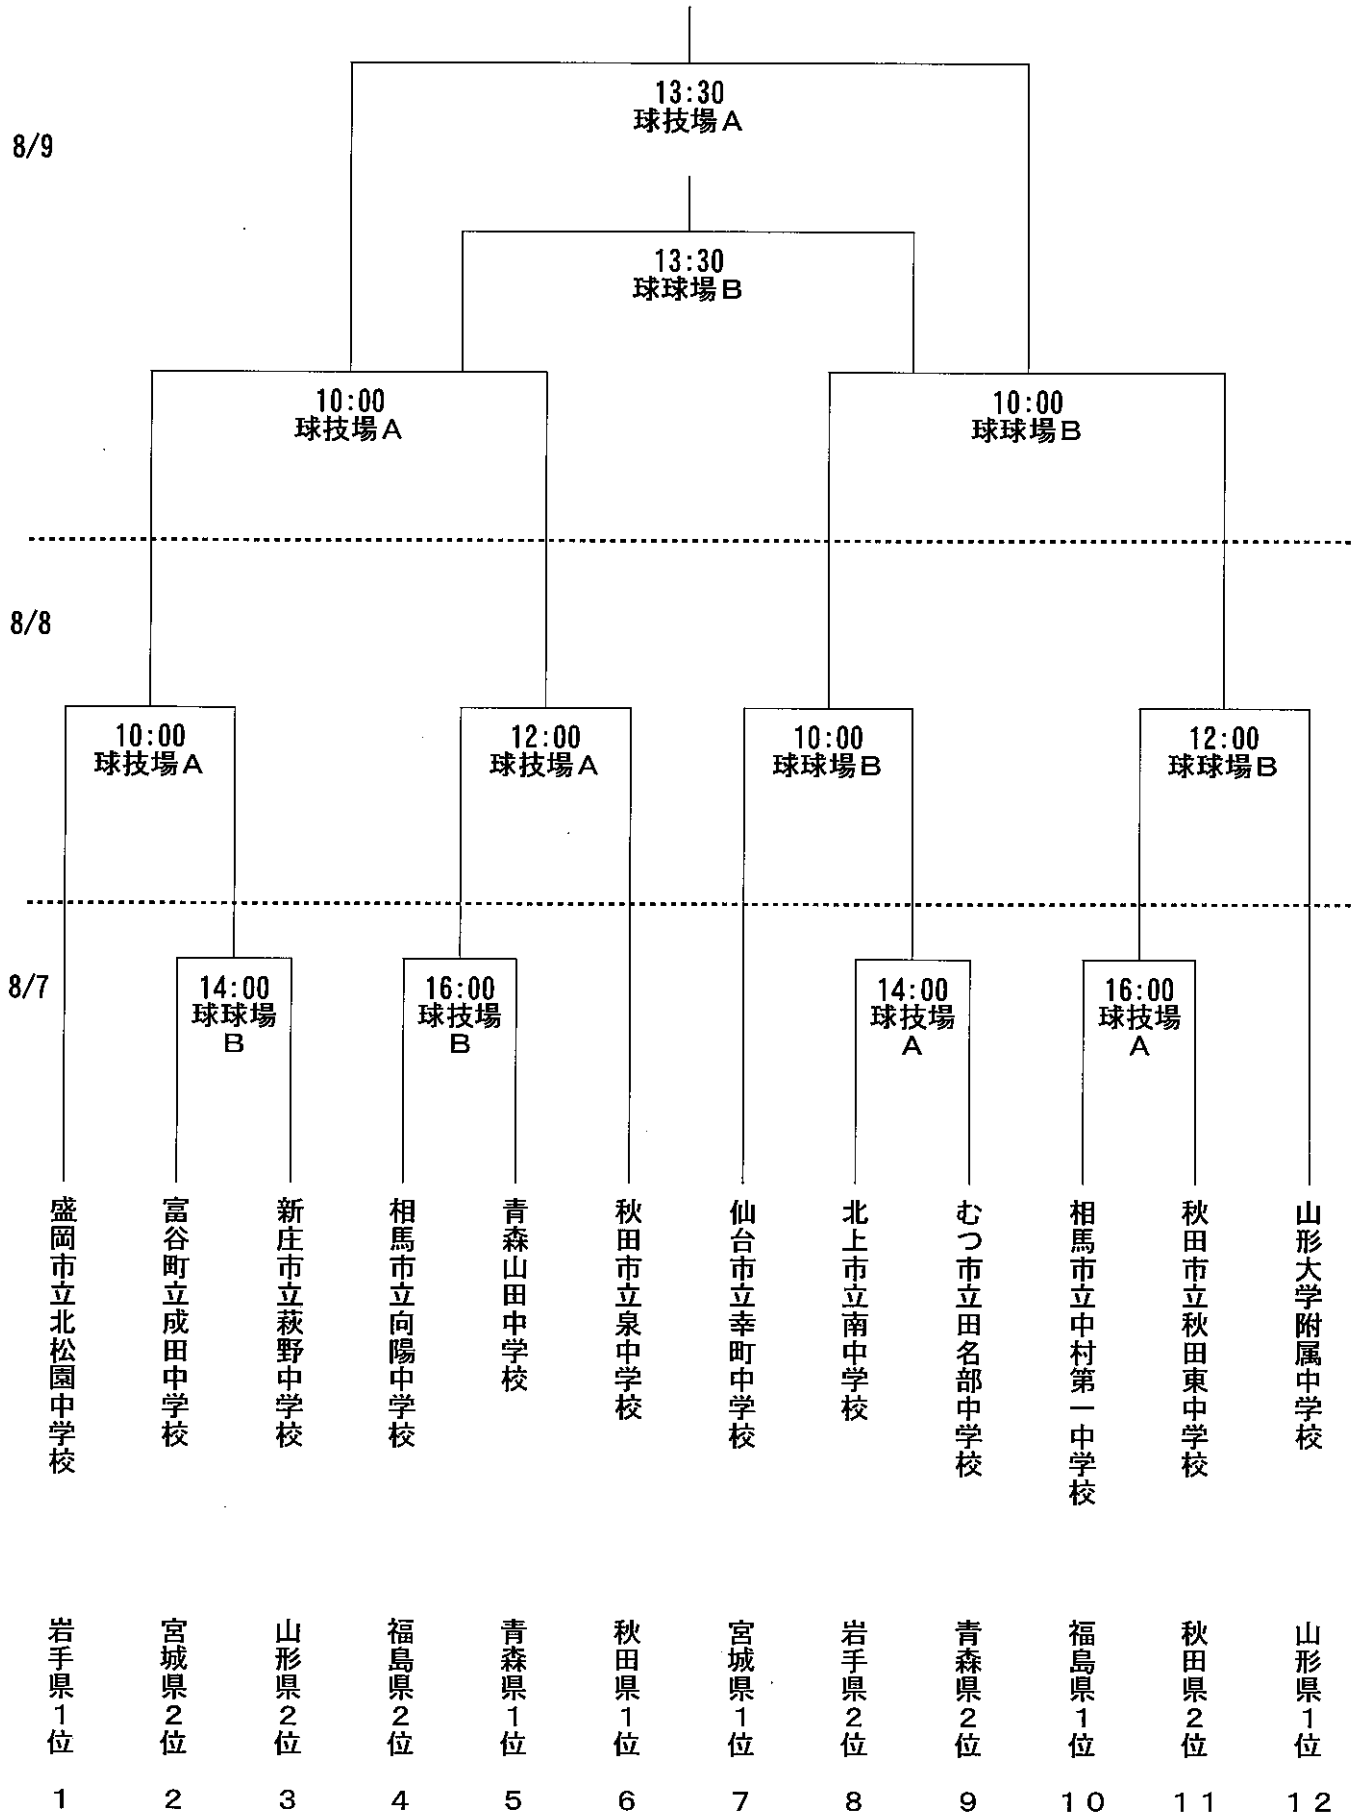 13:30
球技場A
8/9
13:30
球球場B
10:00
球技場A
10:00
球球場B
8/8
10:00
球技場A
12:00
球技場A
10:00
球球場B
12:00
球球場B
8/7
14:00
球球場
B
16:00
球技場
B
14:00
球技場
A
16:00
球技場
A
盛岡市立北松園中学校
富谷町立成田中学校
新庄市立萩野中学校
相馬市立向陽中学校
青森山田中学校
秋田市立泉中学校
仙台市立幸町中学校
北上市立南中学校
むつ市立田名部中学校
相馬市立中村第一中学校
秋田市立秋田東中学校
山形大学附属中学校
岩手県1位
宮城県2位
山形県2位
福島県2位
青森県1位
秋田県1位
宮城県1位
岩手県2位
青森県2位
福島県1位
秋田県2位
山形県1位
1 2 3 4 5 6 7 8 9 10 11 12